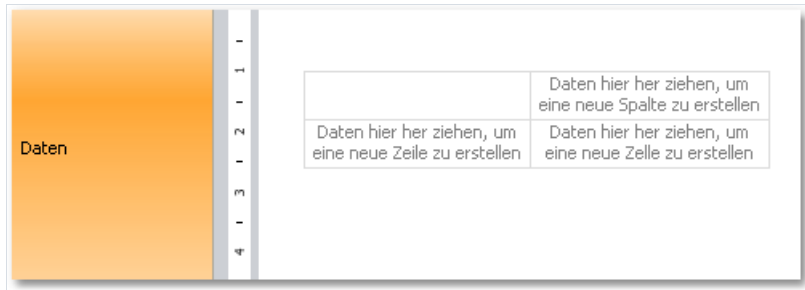 Daten
1
2
3
4
Daten hier her ziehen, um
eine neue Spalte zu erstellen
Daten hier her ziehen, um
eine neue Zeile zu erstellen
Daten hier her ziehen, um
eine neue Zelle zu erstellen